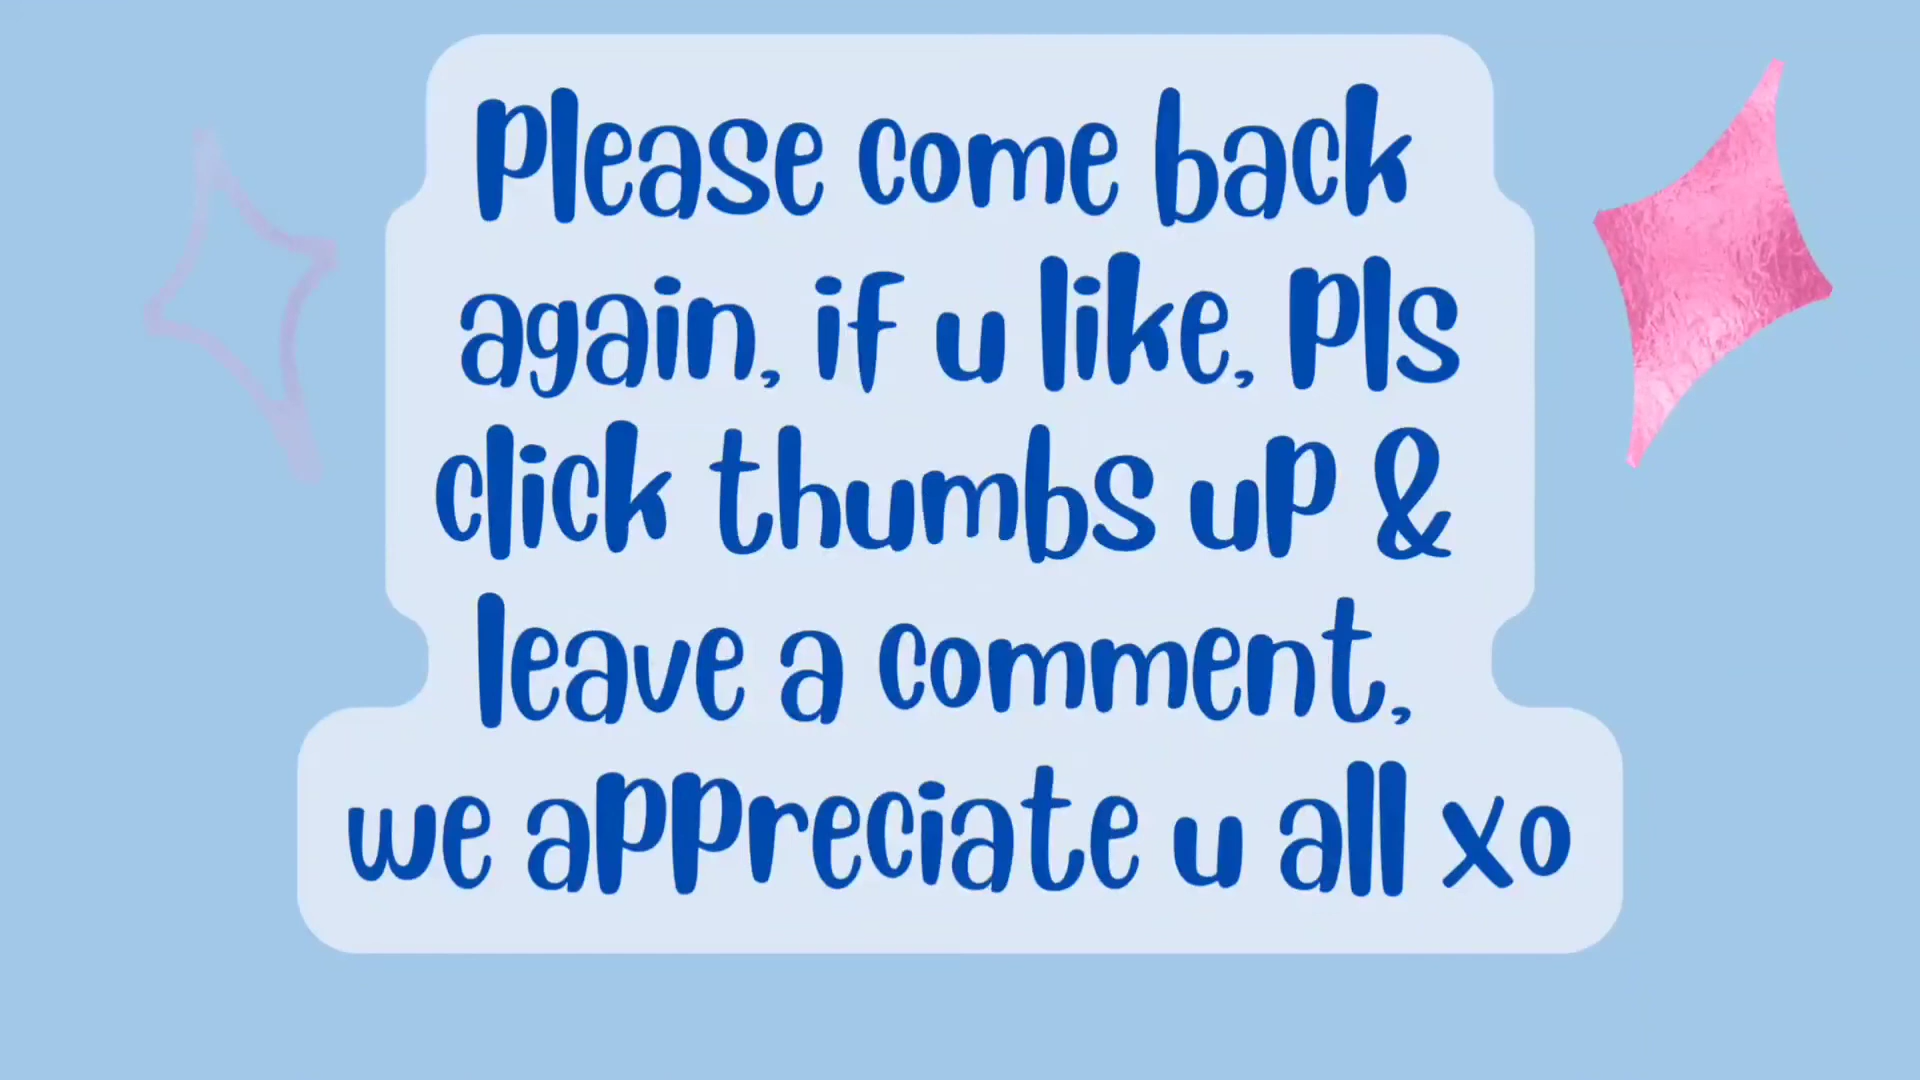 Please come back
again, if u like, pls
click thumbs up &
leave a comment,
we appreciate u all xo